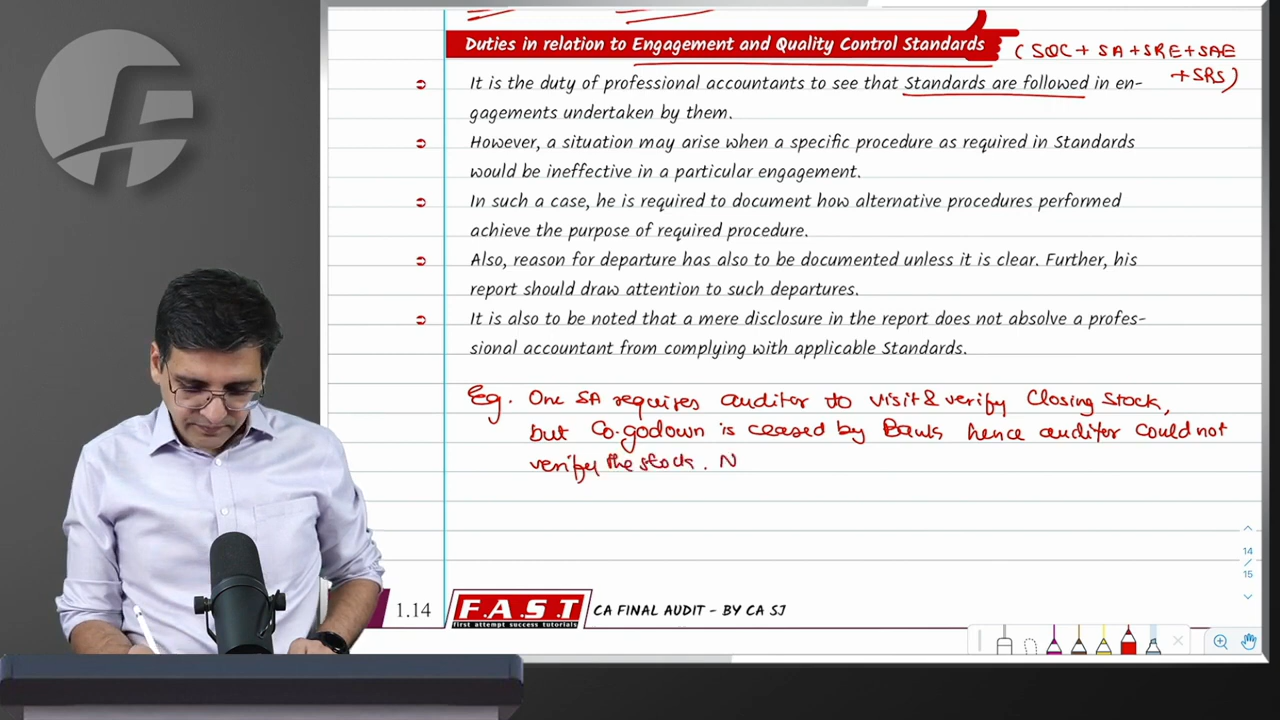 Duties in relation to Engagement and Quality Control Standards
(SQC + SA + SRE + SAE
+ SRS)
It is the duty of professional accountants to see that Standards are followed in en-
gagements undertaken by them.
However, a situation may arise when a specific procedure as required in Standards
would be ineffective in a particular engagement.
In such a case, he is required to document how alternative procedures performed
achieve the purpose of required procedure.
Also, reason for departure has also to be documented unless it is clear. Further, his
report should draw attention to such departures.
It is also to be noted that a mere disclosure in the report does not absolve a profes-
sional accountant from complying with applicable Standards.
Eg. One SA requires auditor to visit & verify Closing Stock,
but Co. godown is ceased by Bank hence auditor could not
verify the stock. N
14
/
15
1.14
F.A.S.T
first attempt success tutorials
CA FINAL AUDIT - BY CA SJ